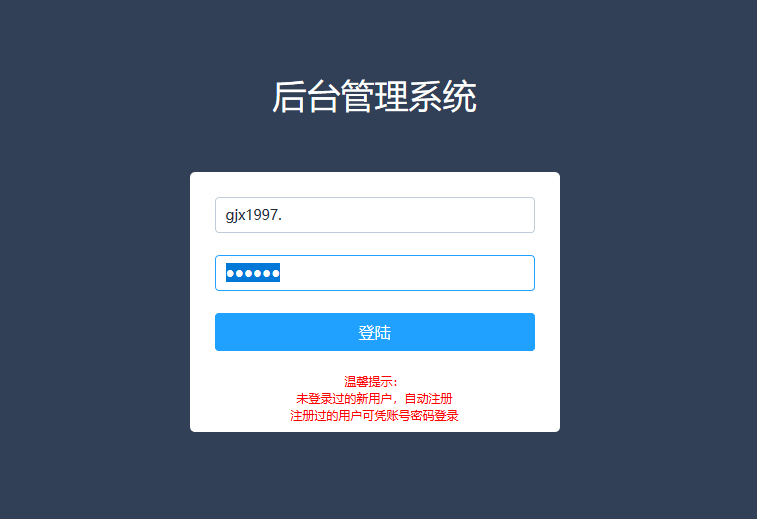 后台管理系统
gjx1997.
●●●●●●
登陆
温馨提示：
未登录过的新用户，自动注册
注册过的用户可凭账号密码登录